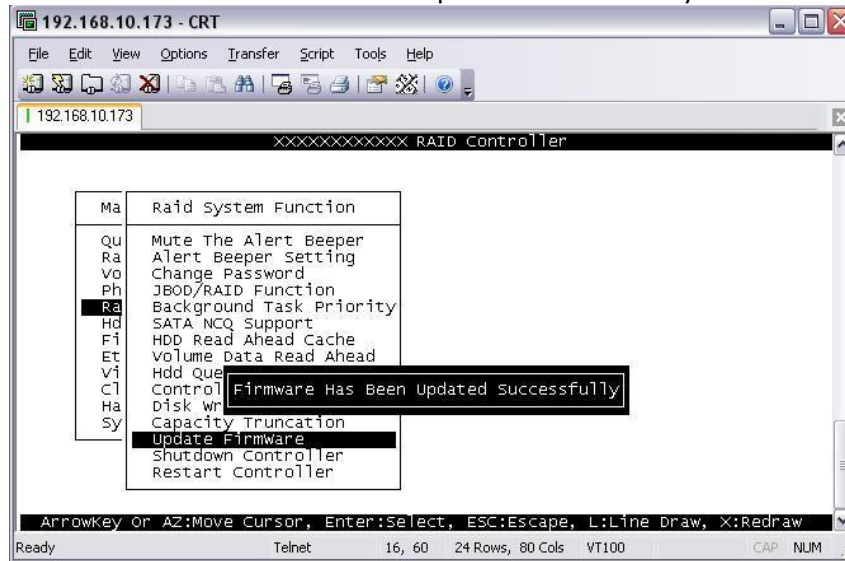 192.168.10.173 - CRT
File Edit View Options Transfer Script Tools Help
192.168.10.173
XXXXXXXXXXXX RAID Controller
Ma Raid System Function
Qu Mute The Alert Beeper
Ra Alert Beeper Setting
Vo Change Password
Ph JBOD/RAID Function
Ra Background Task Priority
Hd SATA NCQ Support
Fi HDD Read Ahead Cache
Et Volume Data Read Ahead
Vi Hdd Que
Cl Control Firmware Has Been Updated Successfully
Ha Disk Wr
Sy Capacity Truncation
Update FirmWare
Shutdown Controller
Restart Controller
ArrowKey Or AZ:Move Cursor, Enter:Select, ESC:Escape, L:Line Draw, X:Redraw
Ready Telnet 16, 60 24 Rows, 80 Cols VT100 CAP NUM